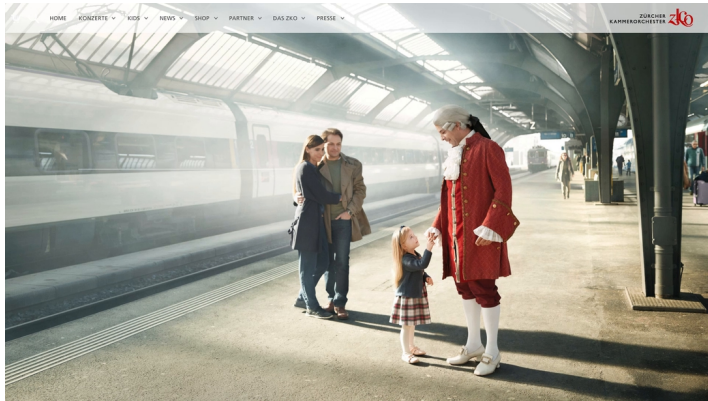 HOME KONZERTE KIDS NEWS SHOP PARTNER DAS ZKO PRESSE
ZÜRCHER
KAMMERORCHESTER zko